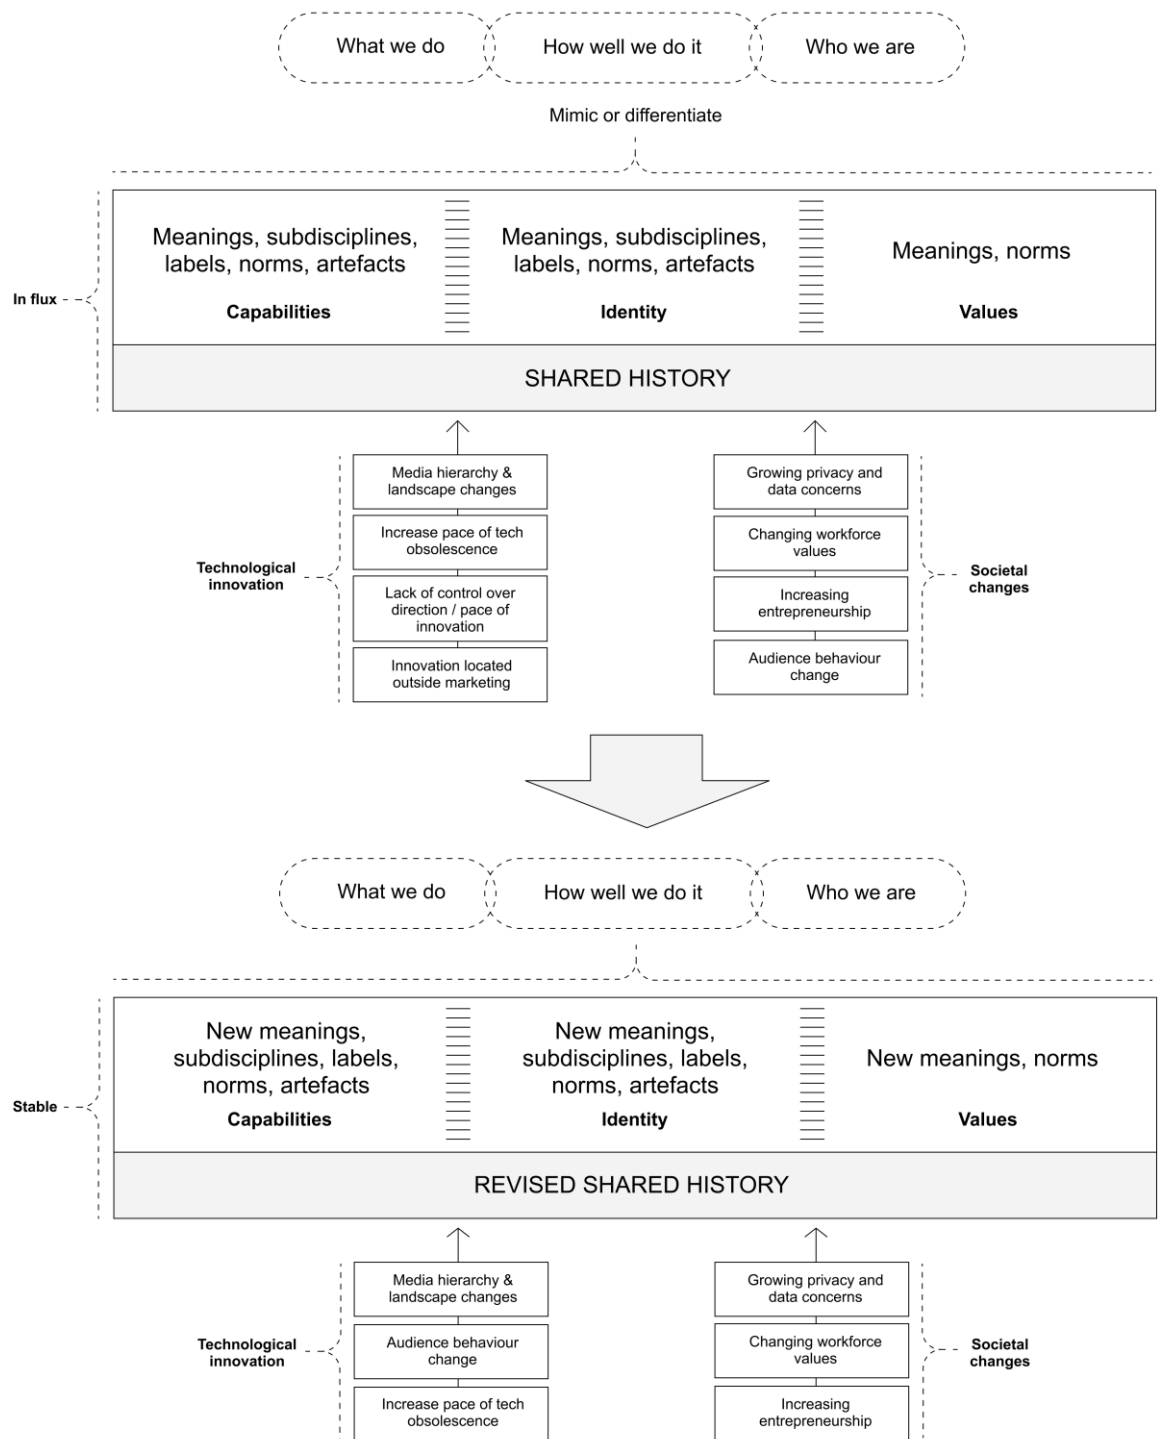 What we do
How well we do it
Who we are
Mimic or differentiate
In flux
Meanings, subdisciplines,
labels, norms, artefacts
Capabilities
Meanings, subdisciplines,
labels, norms, artefacts
Identity
Meanings, norms
Values
SHARED HISTORY
Technological
innovation
Media hierarchy &
landscape changes
Increase pace of tech
obsolescence
Lack of control over
direction / pace of
innovation
Innovation located
outside marketing
Growing privacy and
data concerns
Changing workforce
values
Increasing
entrepreneurship
Audience behaviour
change
Societal
changes
What we do
How well we do it
Who we are
Stable
New meanings,
subdisciplines, labels,
norms, artefacts
Capabilities
New meanings,
subdisciplines, labels,
norms, artefacts
Identity
New meanings, norms
Values
REVISED SHARED HISTORY
Technological
innovation
Media hierarchy &
landscape changes
Audience behaviour
change
Increase pace of tech
obsolescence
Growing privacy and
data concerns
Changing workforce
values
Increasing
entrepreneurship
Societal
changes